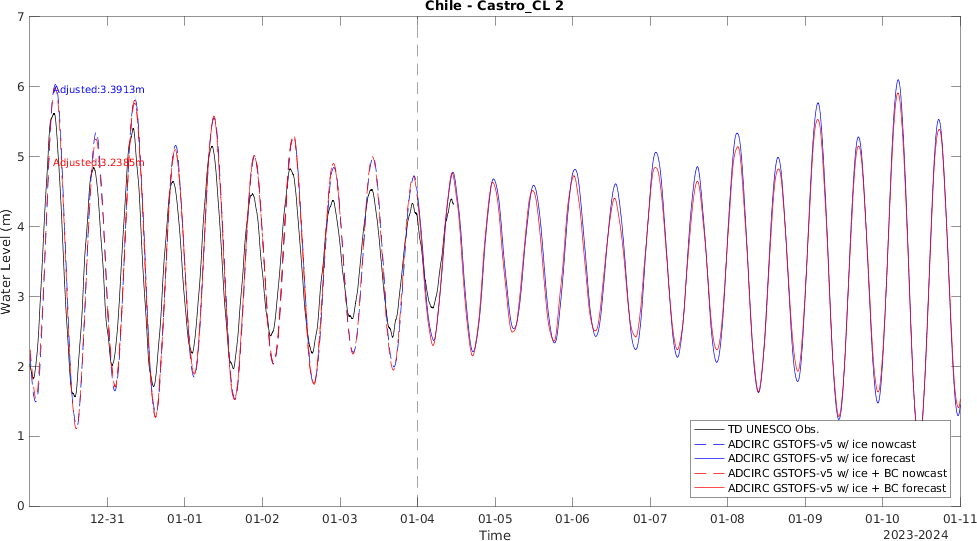 Chile - Castro_CL 2
7
6
5
4
3
2
1
0
Water Level (m)
Adjusted:3.3913m
Adjusted:3.2385m
TD UNESCO Obs.
ADCIRC GSTOFS-v5 w/ ice nowcast
ADCIRC GSTOFS-v5 w/ ice forecast
ADCIRC GSTOFS-v5 w/ ice + BC nowcast
ADCIRC GSTOFS-v5 w/ ice + BC forecast
12-31 01-01 01-02 01-03 01-04 01-05 01-06 01-07 01-08 01-09 01-10 01-11
Time
2023-2024